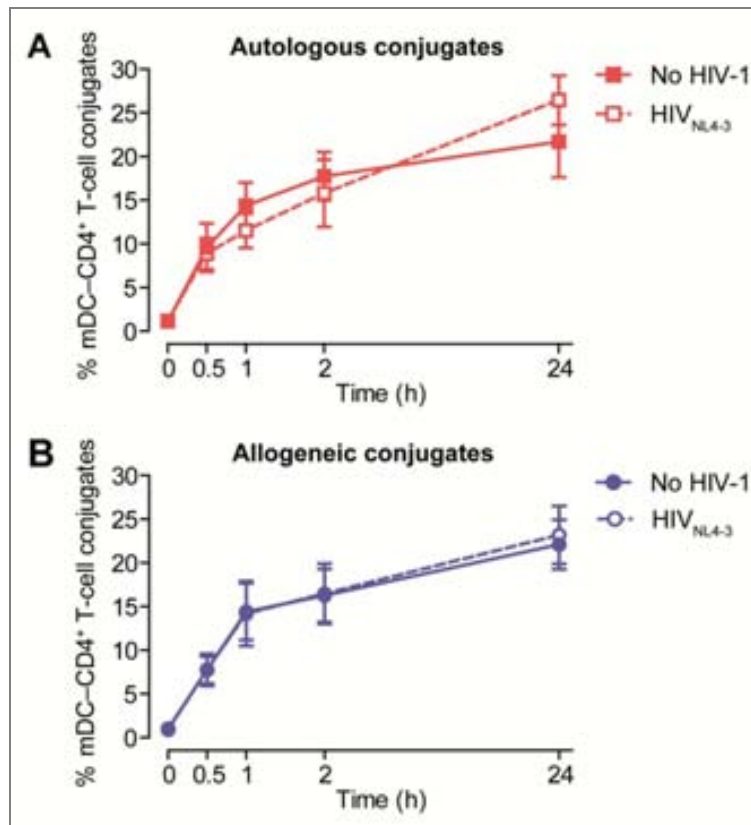 A
Autologous conjugates
% mDC–CD4⁺ T-cell conjugates
30
25
20
15
10
5
0
0 0.5 1 2 24
Time (h)
No HIV-1
HIV_NL4-3
B
Allogeneic conjugates
% mDC–CD4⁺ T-cell conjugates
30
25
20
15
10
5
0
0 0.5 1 2 24
Time (h)
No HIV-1
HIV_NL4-3